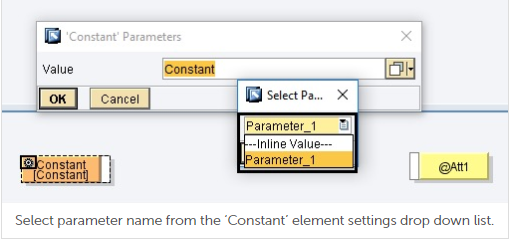 'Constant' Parameters
Value
Constant
OK
Cancel
Select Pa...
Parameter_1
---Inline Value---
Parameter_1
Constant
[Constant]
@Att1
Select parameter name from the ‘Constant’ element settings drop down list.